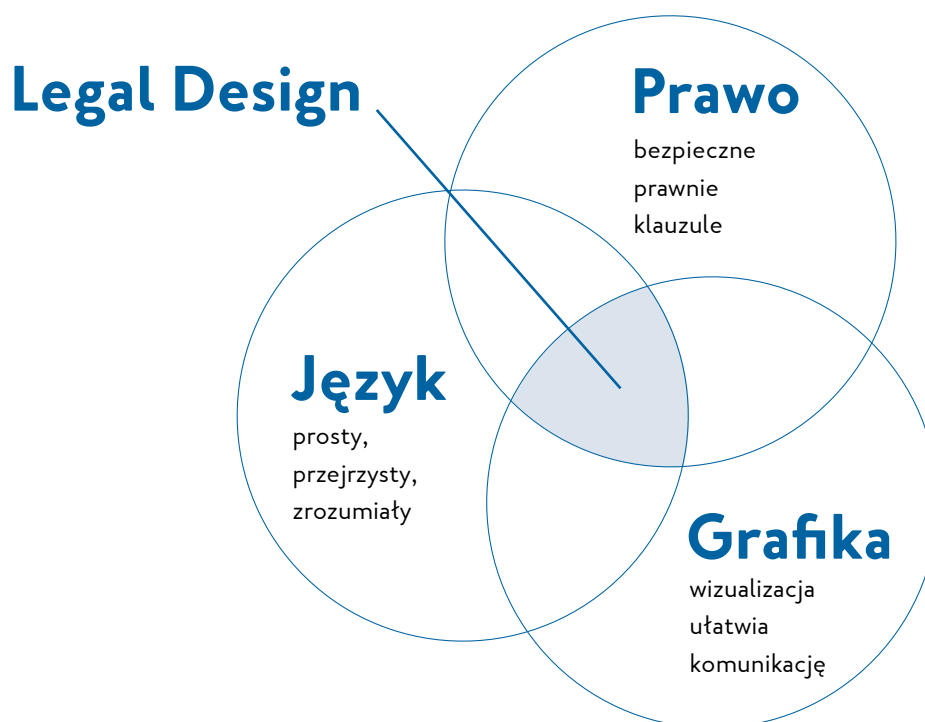 Legal Design
Prawo
bezpieczne
prawnie
klauzule
Język
prosty,
przejrzysty,
zrozumiały
Grafika
wizualizacja
ułatwia
komunikację